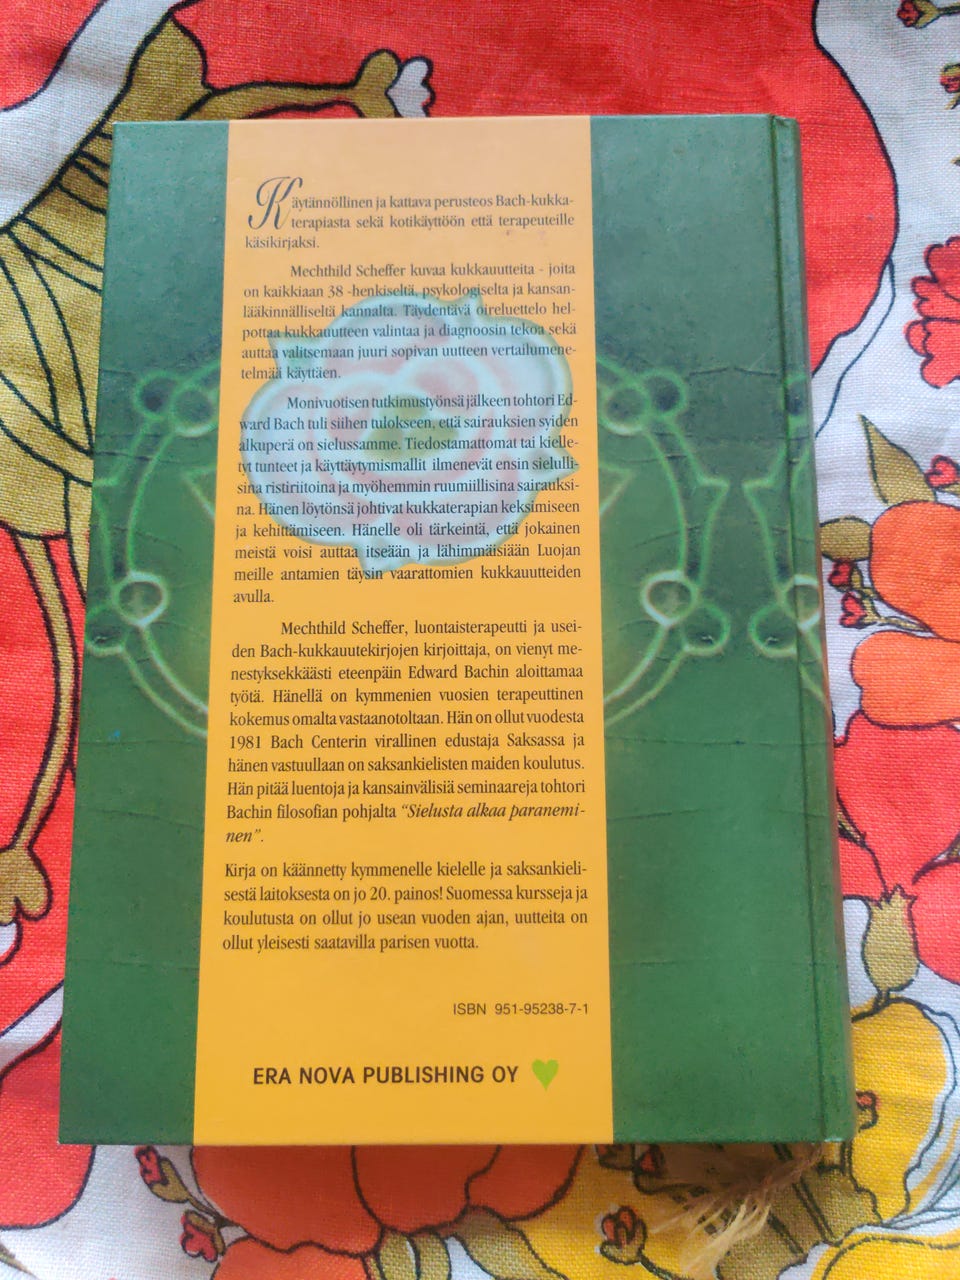 Käytännöllinen ja kattava perusteos Bach-kukka-
terapiasta sekä kotikäyttöön että terapeuteille
käsikirjaksi.
Mechthild Scheffer kuvaa kukkauutteita - joita
on kaikkiaan 38 -henkiseltä, psykologiselta ja kansan-
lääkinnälliseltä kannalta. Täydentävä oireluettelo hel-
pottaa kukkauutteen valintaa ja diagnoosin tekoa sekä
auttaa valitsemaan juuri sopivan uutteen vertailumene-
telmää käyttäen.
Monivuotisen tutkimustyönsä jälkeen tohtori Ed-
ward Bach tuli siihen tulokseen, että sairauksien syiden
alkuperä on sielussamme. Tiedostamattomat tai kielle-
tyt tunteet ja käyttäytymismallit ilmenevät ensin sielulli-
sina ristiriitoina ja myöhemmin ruumiillisina sairauksi-
na. Hänen löytönsä johtivat kukkaterapian keksimiseen
ja kehittämiseen. Hänelle oli tärkeintä, että jokainen
meistä voisi auttaa itseään ja lähimmäisiään Luojan
meille antamien täysin vaarattomien kukkauutteiden
avulla.
Mechthild Scheffer, luontaisterapeutti ja usei-
den Bach-kukkauutekirjojen kirjoittaja, on vienyt me-
nestyksekkäästi eteenpäin Edward Bachin aloittamaa
työtä. Hänellä on kymmenien vuosien terapeuttinen
kokemus omalta vastaanotoltaan. Hän on ollut vuodesta
1981 Bach Centerin virallinen edustaja Saksassa ja
hänen vastuullaan on saksankielisten maiden koulutus.
Hän pitää luentoja ja kansainvälisiä seminaareja tohtori
Bachin filosofian pohjalta "Sielusta alkaa paranemi-
nen".
Kirja on käännetty kymmenelle kielelle ja saksankieli-
sestä laitoksesta on jo 20. painos! Suomessa kursseja ja
koulutusta on ollut jo usean vuoden ajan, uutteita on
ollut yleisesti saatavilla parisen vuotta.
ISBN 951-95238-7-1
ERA NOVA PUBLISHING OY